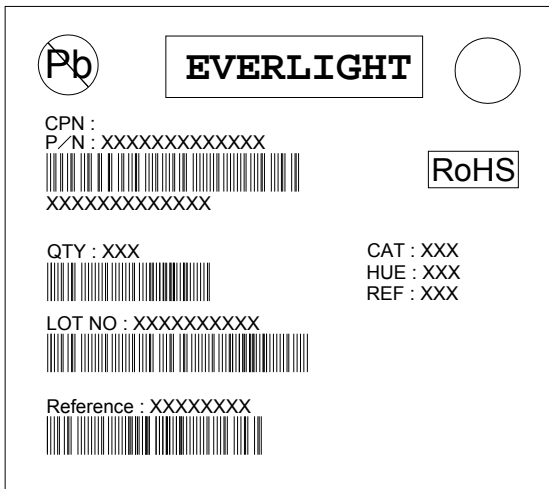 Pb
EVERLIGHT
CPN :
P／N : XXXXXXXXXXXXX
RoHS
XXXXXXXXXXXXX
QTY : XXX
CAT : XXX
HUE : XXX
REF : XXX
LOT NO : XXXXXXXXXX
Reference : XXXXXXXX